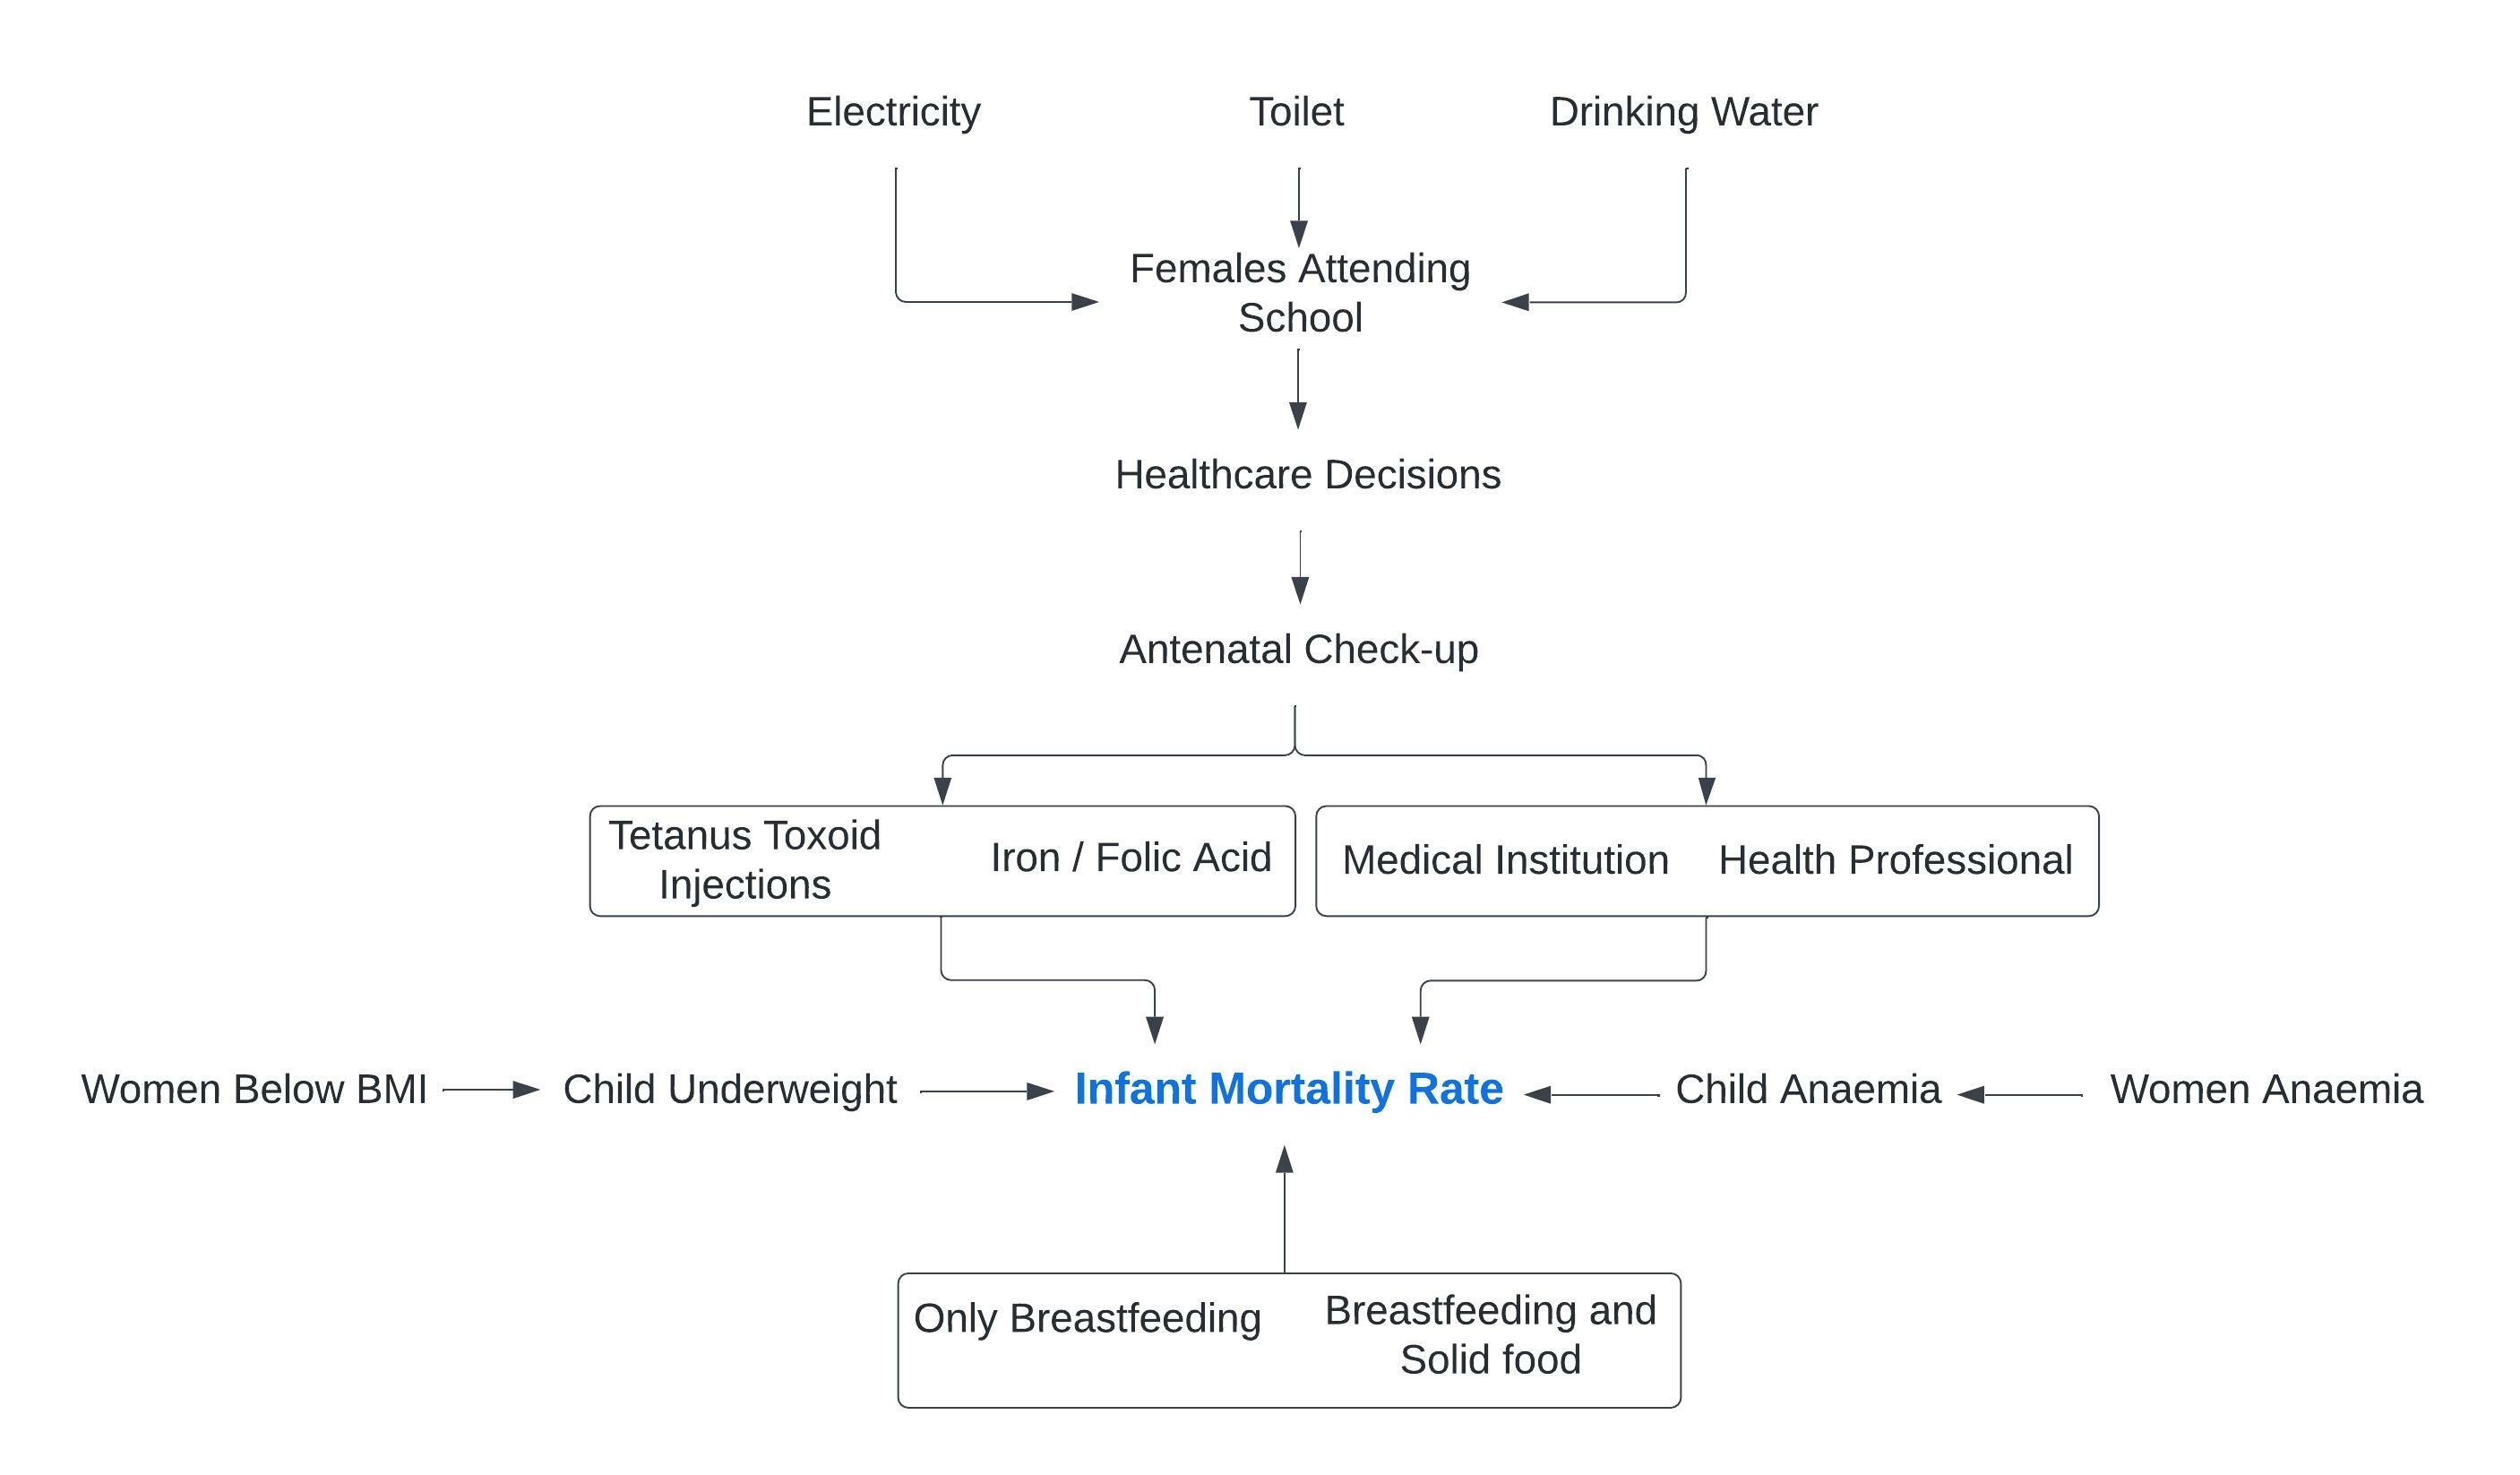 Electricity
Toilet
Drinking Water
Females Attending
School
Healthcare Decisions
Antenatal Check-up
Tetanus Toxoid
Injections
Iron / Folic Acid
Medical Institution
Health Professional
Women Below BMI
Child Underweight
Infant Mortality Rate
Child Anaemia
Women Anaemia
Only Breastfeeding
Breastfeeding and
Solid food